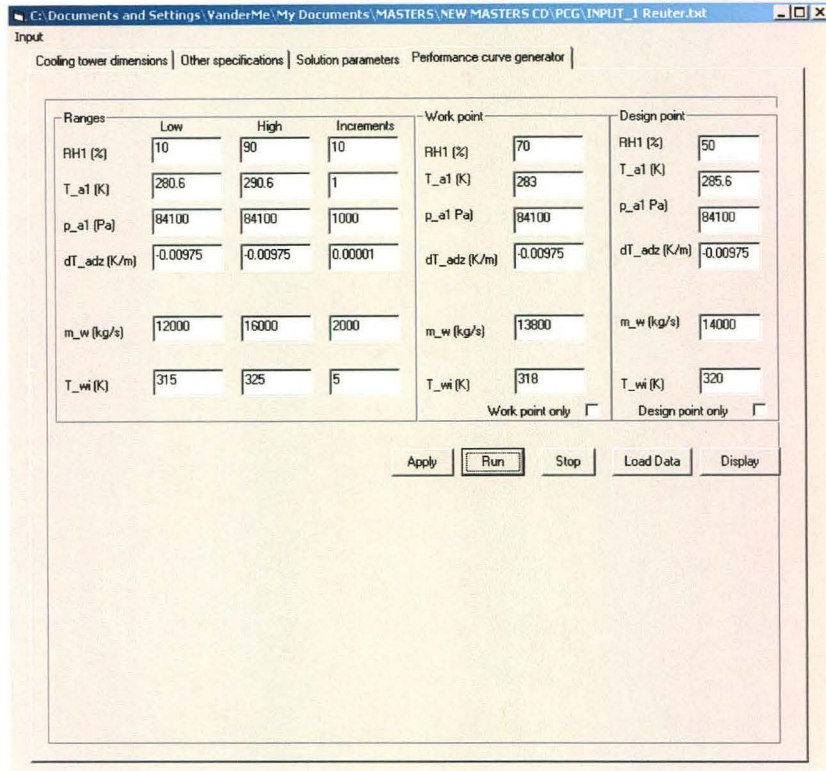 C:\Documents and Settings\VanderMe\My Documents\MASTERS\NEW MASTERS CD\PCG\INPUT_1 Reuter.txt
Input
Cooling tower dimensions Other specifications Solution parameters Performance curve generator
Ranges Work point Design point
Low High Increments
RH1 (%) 10 90 10 RH1 (%) 70 RH1 (%) 50
T_a1 (K) 280.6 290.6 1 T_a1 (K) 283 T_a1 (K) 285.6
p_a1 (Pa) 84100 84100 1000 p_a1 Pa) 84100 p_a1 Pa) 84100
dT_adz (K/m) -0.00975 -0.00975 0.00001 dT_adz (K/m) -0.00975 dT_adz (K/m) -0.00975
m_w (kg/s) 12000 16000 2000 m_w (kg/s) 13800 m_w (kg/s) 14000
T_wi (K) 315 325 5 T_wi (K) 318 T_wi (K) 320
Work point only Design point only
Apply Run Stop Load Data Display